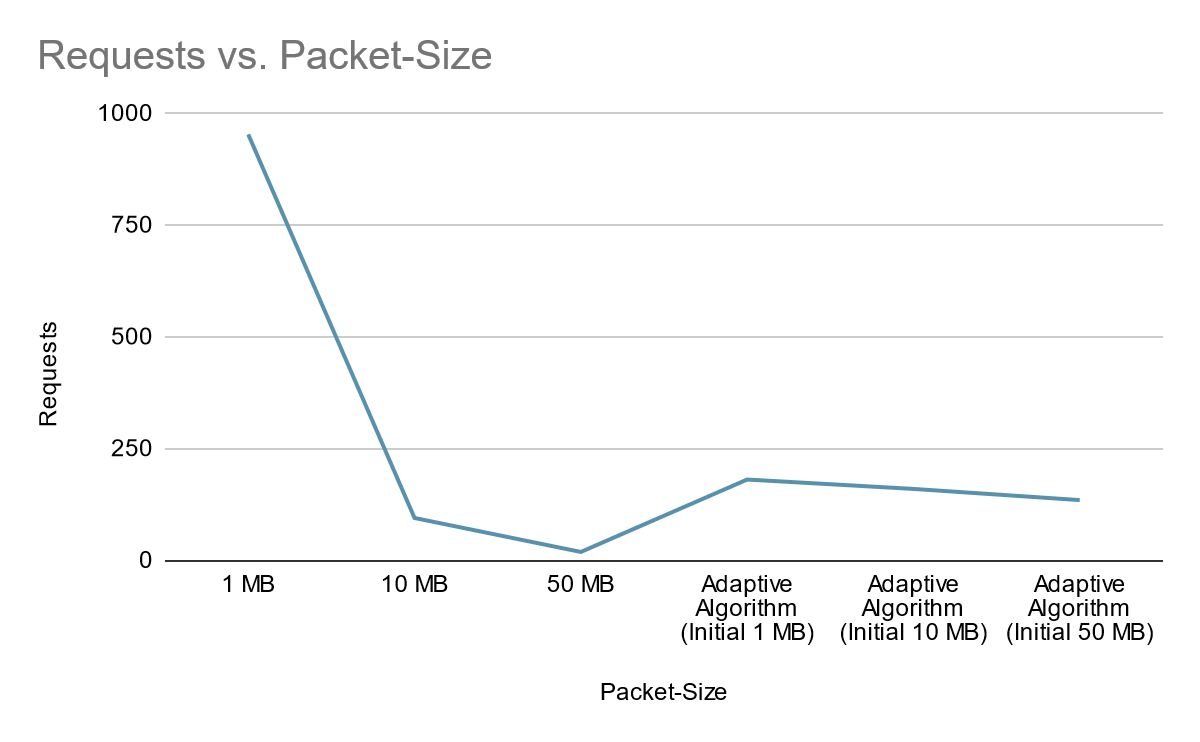 Requests vs. Packet-Size
1000
750
500
250
0
Requests
1 MB
10 MB
50 MB
Adaptive
Algorithm
(Initial 1 MB)
Adaptive
Algorithm
(Initial 10 MB)
Adaptive
Algorithm
(Initial 50 MB)
Packet-Size